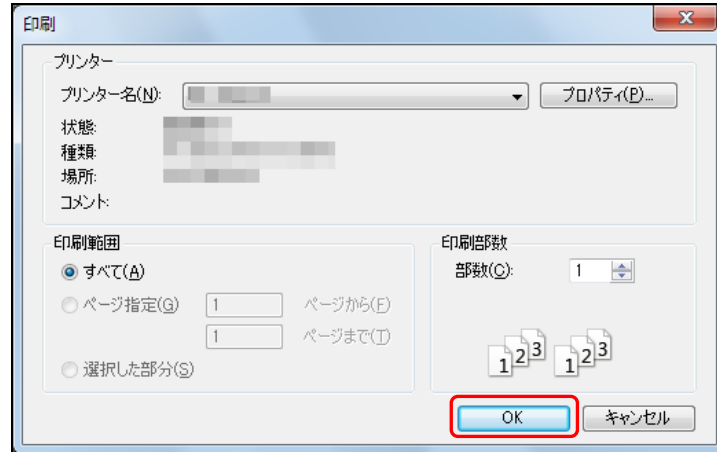 印刷
プリンター
プリンター名(N): プロパティ(P)...
状態:
種類:
場所:
コメント:
印刷範囲
すべて(A)
ページ指定(G) 1 ページから(F)
1 ページまで(T)
選択した部分(S)
印刷部数
部数(C): 1
1 2 3 1 2 3
OK キャンセル